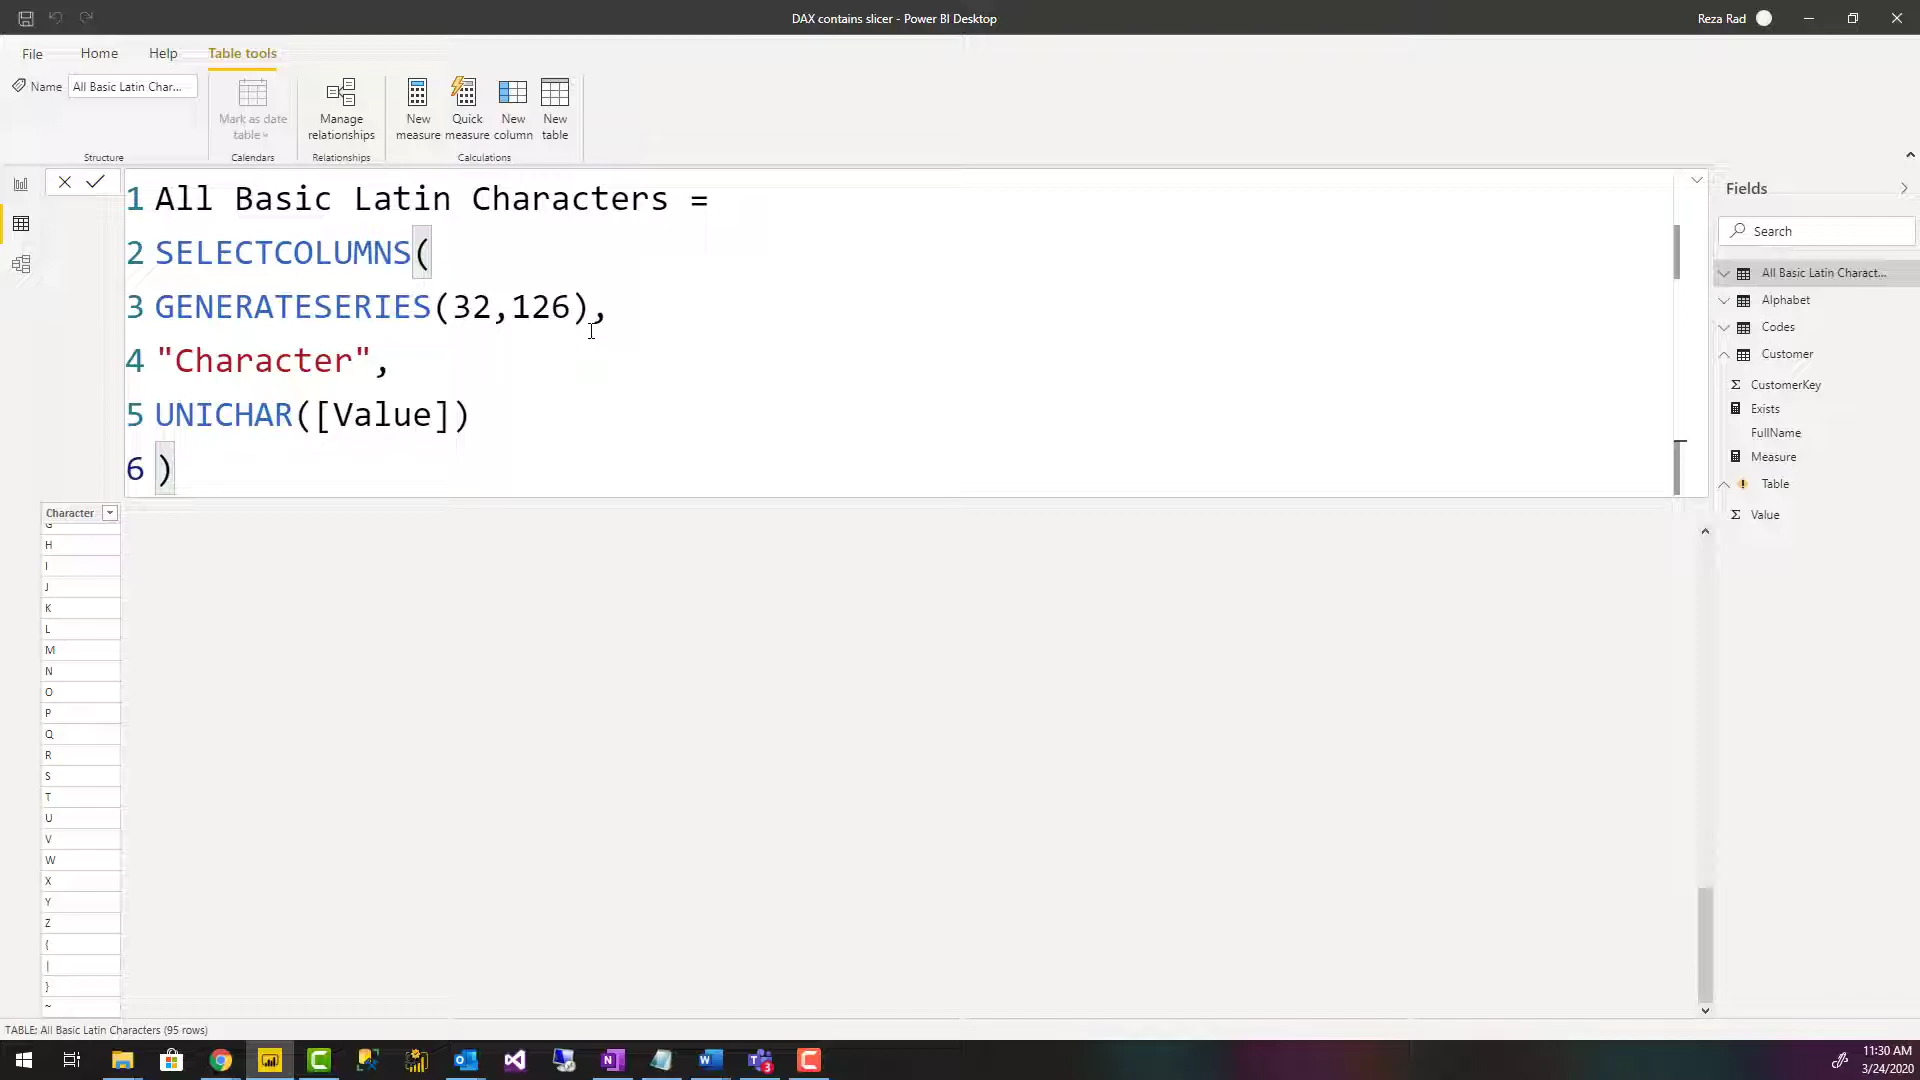 DAX contains slicer - Power BI Desktop
Reza Rad
File
Home
Help
Table tools
Name
All Basic Latin Char...
Mark as date
table
Manage
relationships
New
measure
Quick
measure
New
column
New
table
Structure
Calendars
Relationships
Calculations
1 All Basic Latin Characters =
2 SELECTCOLUMNS(
3 GENERATESERIES(32,126),
4 "Character",
5 UNICHAR([Value])
6 )
Fields
Search
All Basic Latin Charact...
Alphabet
Codes
Customer
CustomerKey
Exists
FullName
Measure
Table
Value
Character
G
H
I
J
K
L
M
N
O
P
Q
R
S
T
U
V
W
X
Y
Z
{
|
}
~
TABLE: All Basic Latin Characters (95 rows)
11:30 AM
3/24/2020